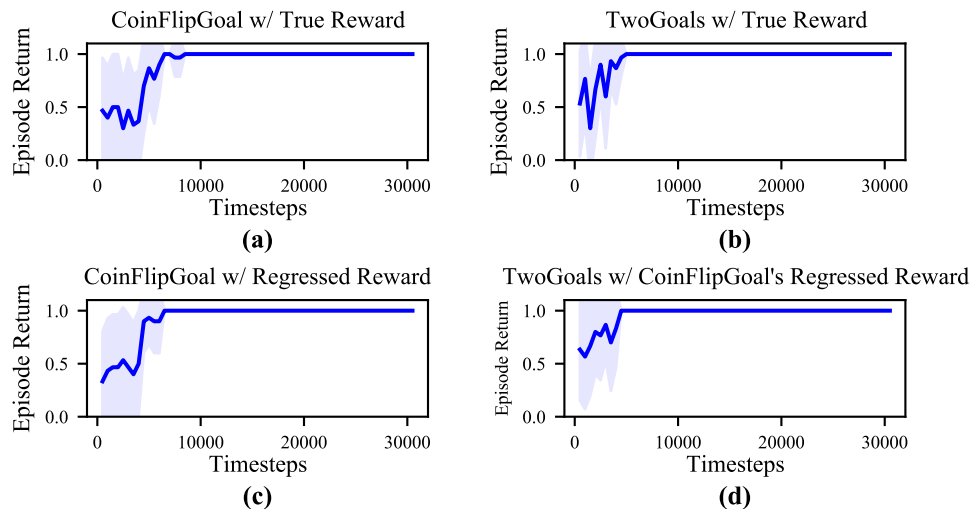 CoinFlipGoal w/ True Reward
Episode Return
1.0
0.5
0.0
0 10000 20000 30000
Timesteps
(a)
TwoGoals w/ True Reward
Episode Return
1.0
0.5
0.0
0 10000 20000 30000
Timesteps
(b)
CoinFlipGoal w/ Regressed Reward
Episode Return
1.0
0.5
0.0
0 10000 20000 30000
Timesteps
(c)
TwoGoals w/ CoinFlipGoal's Regressed Reward
Episode Return
1.0
0.5
0.0
0 10000 20000 30000
Timesteps
(d)